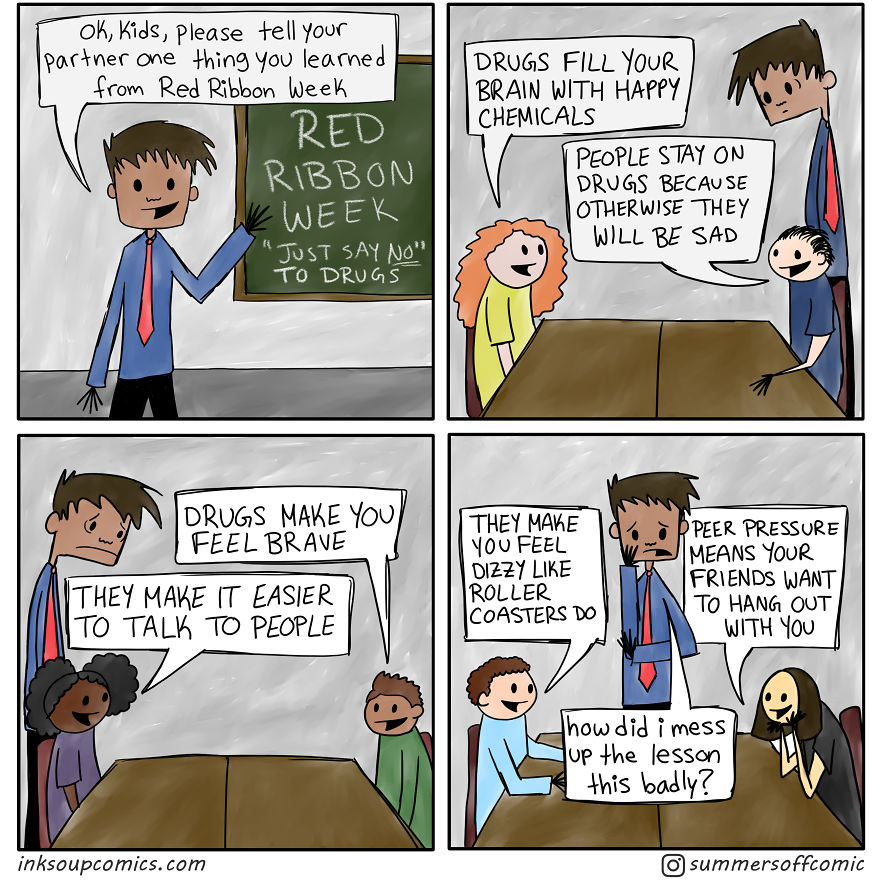 OK, Kids, Please tell your
Partner one thing you learned
from Red Ribbon Week
RED
RIBBON
WEEK
"JUST SAY NO"
TO DRUGS
DRUGS FILL YOUR
BRAIN WITH HAPPY
CHEMICALS
PEOPLE STAY ON
DRUGS BECAUSE
OTHERWISE THEY
WILL BE SAD
DRUGS MAKE YOU
FEEL BRAVE
THEY MAKE IT EASIER
TO TALK TO PEOPLE
THEY MAKE
YOU FEEL
DIZZY LIKE
ROLLER
COASTERS DO
PEER PRESSURE
MEANS YOUR
FRIENDS WANT
TO HANG OUT
WITH YOU
how did i mess
up the lesson
this badly?
inksoupcomics.com
summersoffcomic